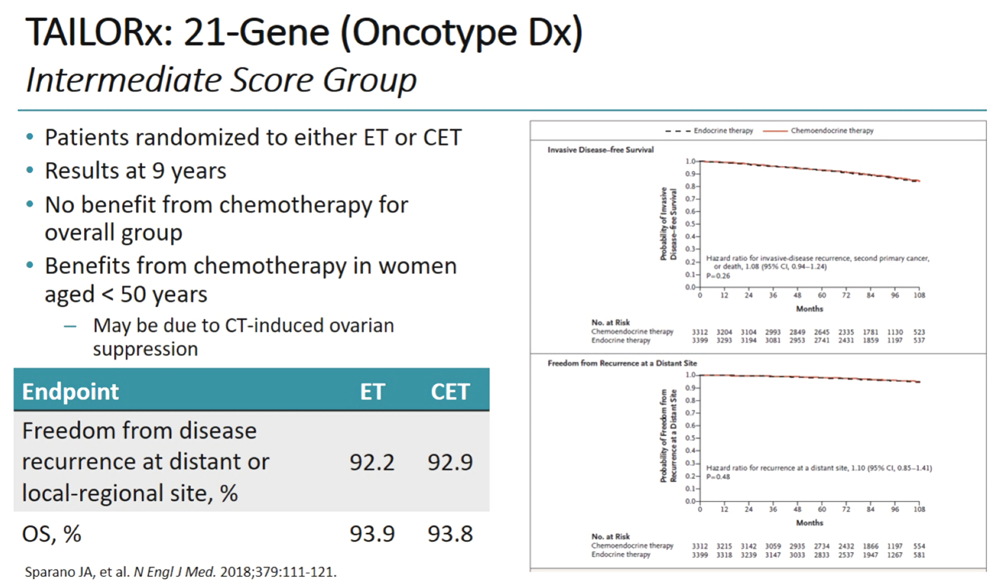 TAILORx: 21-Gene (Oncotype Dx)
Intermediate Score Group
• Patients randomized to either ET or CET
• Results at 9 years
• No benefit from chemotherapy for
overall group
• Benefits from chemotherapy in women
aged < 50 years
– May be due to CT-induced ovarian
suppression
Endpoint ET CET
Freedom from disease
recurrence at distant or
local-regional site, % 92.2 92.9
OS, % 93.9 93.8
Sparano JA, et al. N Engl J Med. 2018;379:111-121.
Endocrine therapy Chemoendocrine therapy
Invasive Disease–free Survival
Probability of Invasive
Disease–free Survival
1.0
0.9
0.8
0.7
0.6
0.5
0.4
0.3
0.2
0.1
0.0
Hazard ratio for invasive-disease recurrence, second primary cancer,
or death, 1.08 (95% CI, 0.94–1.24)
P=0.26
0 12 24 36 48 60 72 84 96 108
Months
No. at Risk
Chemoendocrine therapy 3312 3204 3104 2993 2849 2645 2335 1781 1130 523
Endocrine therapy 3399 3293 3194 3081 2953 2741 2431 1859 1197 537
Freedom from Recurrence at a Distant Site
Probability of Freedom from
Recurrence at a Distant Site
1.0
0.9
0.8
0.7
0.6
0.5
0.4
0.3
0.2
0.1
0.0
Hazard ratio for recurrence at a distant site, 1.10 (95% CI, 0.85–1.41)
P=0.48
0 12 24 36 48 60 72 84 96 108
Months
No. at Risk
Chemoendocrine therapy 3312 3215 3142 3059 2935 2734 2432 1866 1197 554
Endocrine therapy 3399 3318 3239 3147 3033 2833 2537 1947 1267 581